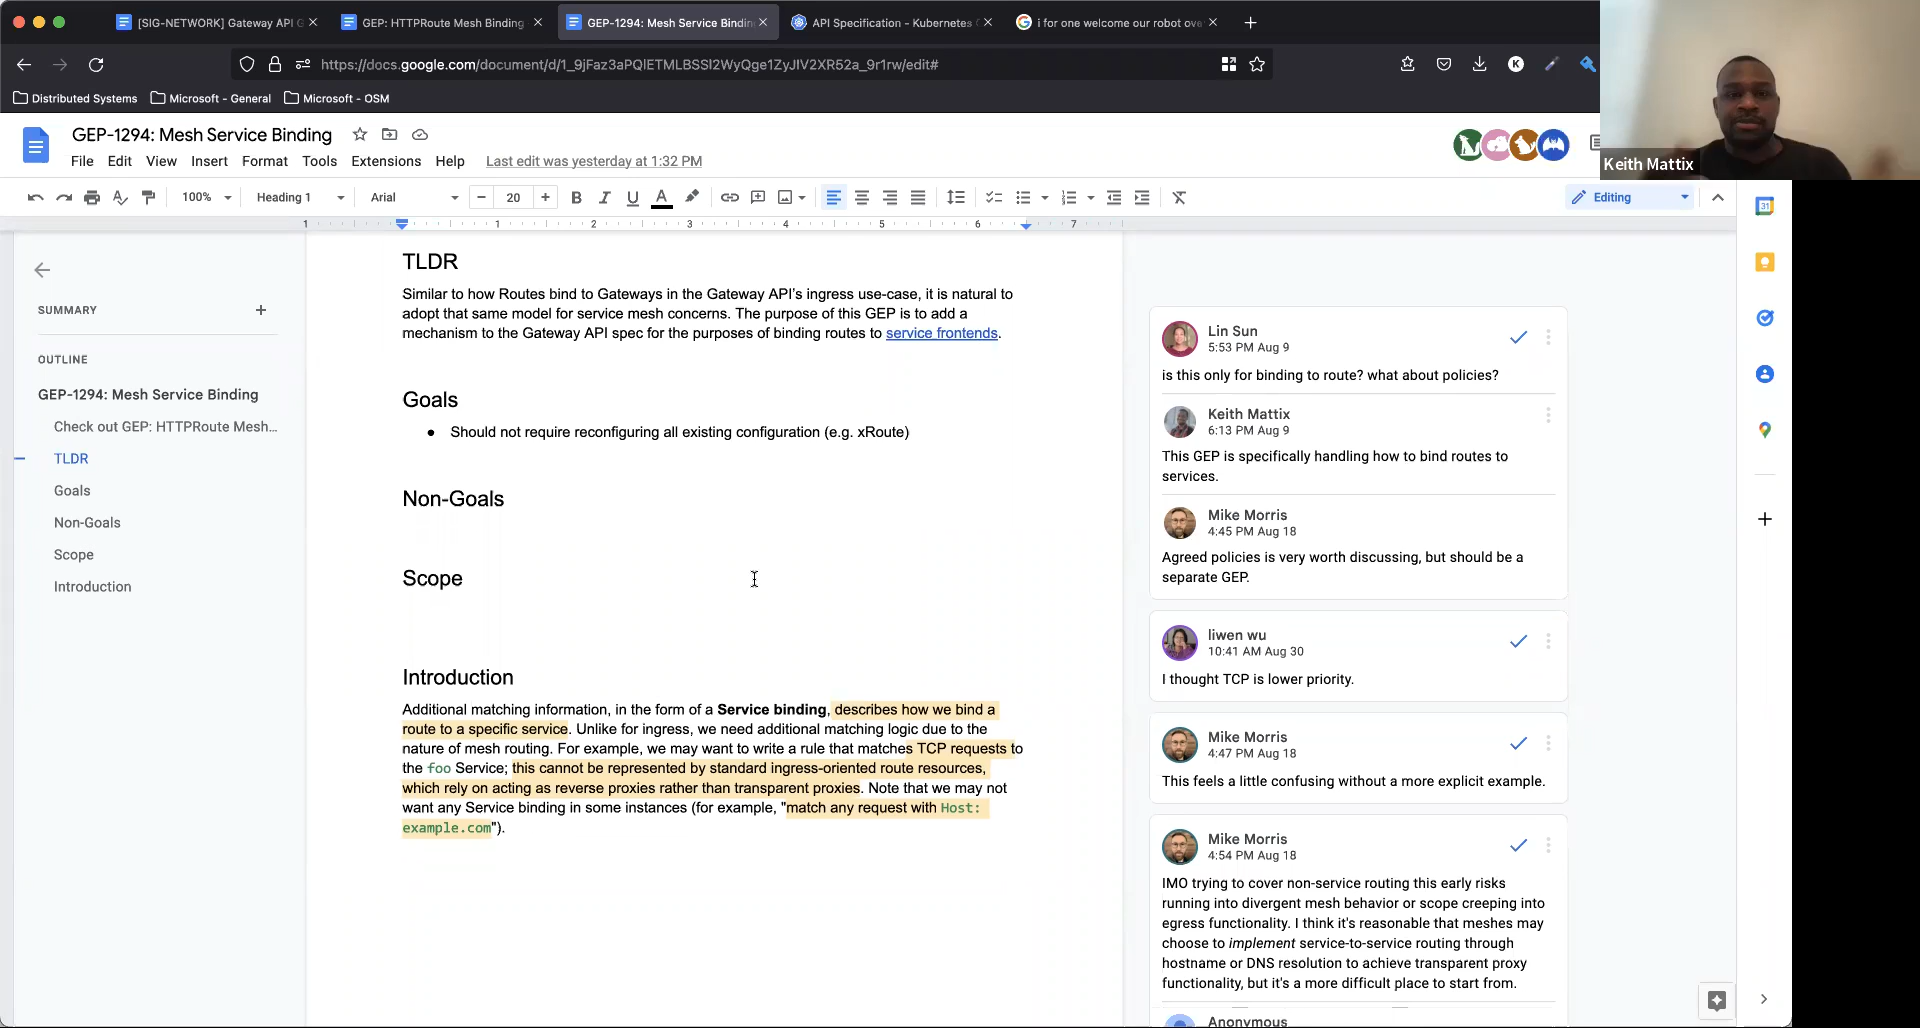 [SIG-NETWORK] Gateway API G
GEP: HTTPRoute Mesh Binding
GEP-1294: Mesh Service Bindin
API Specification - Kubernetes
i for one welcome our robot ove
https://docs.google.com/document/d/1_9jFaz3aPQIETMLBSSI2WyQge1ZyJIV2XR52a_9r1rw/edit#
K
Distributed Systems
Microsoft - General
Microsoft - OSM
Keith Mattix
GEP-1294: Mesh Service Binding
File Edit View Insert Format Tools Extensions Help Last edit was yesterday at 1:32 PM
100% Heading 1 Arial 20 B I U A Editing
31
1 1 2 3 4 5 6 7
SUMMARY
OUTLINE
GEP-1294: Mesh Service Binding
Check out GEP: HTTPRoute Mesh...
TLDR
Goals
Non-Goals
Scope
Introduction
TLDR
Similar to how Routes bind to Gateways in the Gateway API's ingress use-case, it is natural to
adopt that same model for service mesh concerns. The purpose of this GEP is to add a
mechanism to the Gateway API spec for the purposes of binding routes to service frontends.
Goals
● Should not require reconfiguring all existing configuration (e.g. xRoute)
Non-Goals
Scope
Introduction
Additional matching information, in the form of a Service binding, describes how we bind a
route to a specific service. Unlike for ingress, we need additional matching logic due to the
nature of mesh routing. For example, we may want to write a rule that matches TCP requests to
the foo Service; this cannot be represented by standard ingress-oriented route resources,
which rely on acting as reverse proxies rather than transparent proxies. Note that we may not
want any Service binding in some instances (for example, "match any request with Host:
example.com").
Lin Sun
5:53 PM Aug 9
is this only for binding to route? what about policies?
Keith Mattix
6:13 PM Aug 9
This GEP is specifically handling how to bind routes to
services.
Mike Morris
4:45 PM Aug 18
Agreed policies is very worth discussing, but should be a
separate GEP.
liwen wu
10:41 AM Aug 30
I thought TCP is lower priority.
Mike Morris
4:47 PM Aug 18
This feels a little confusing without a more explicit example.
Mike Morris
4:54 PM Aug 18
IMO trying to cover non-service routing this early risks
running into divergent mesh behavior or scope creeping into
egress functionality. I think it's reasonable that meshes may
choose to implement service-to-service routing through
hostname or DNS resolution to achieve transparent proxy
functionality, but it's a more difficult place to start from.
Anonymous